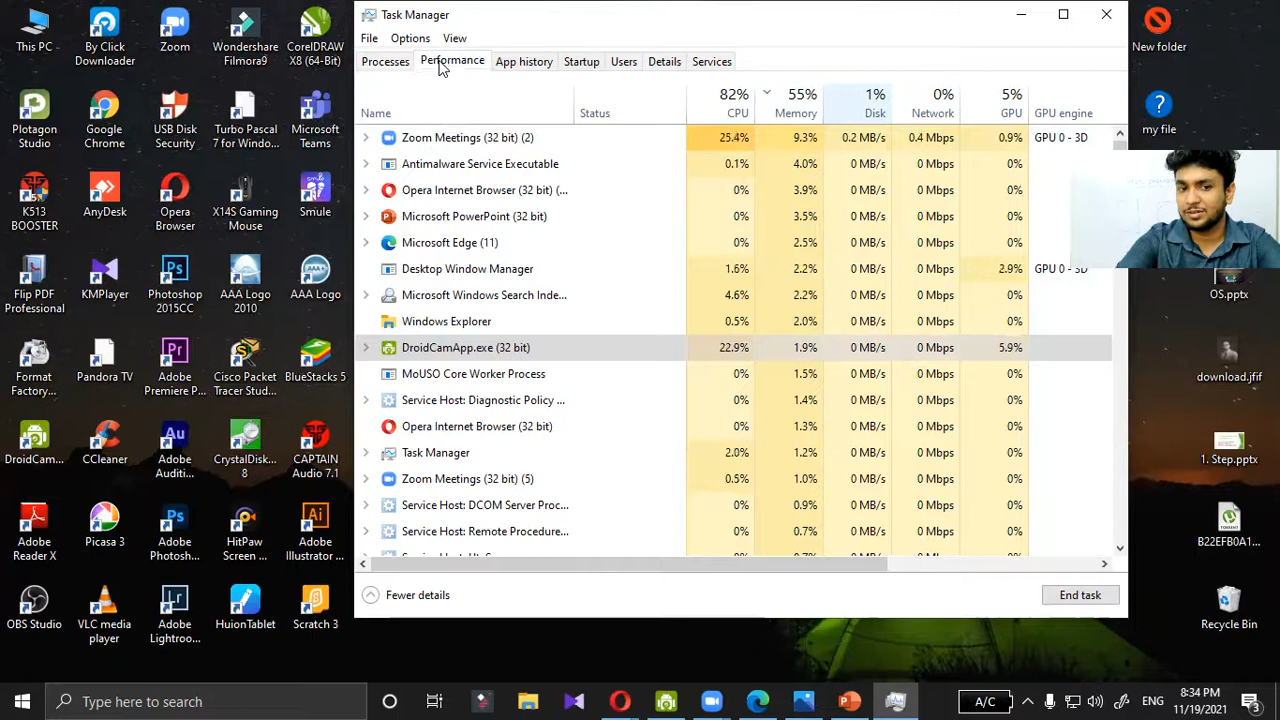 Task Manager
File Options View
Processes Performance App history Startup Users Details Services
82% 55% 1% 0% 5%
Name Status CPU Memory Disk Network GPU GPU engine
Zoom Meetings (32 bit) (2) 25.4% 9.3% 0.2 MB/s 0.4 Mbps 0.9% GPU 0 - 3D
Antimalware Service Executable 0.1% 4.0% 0 MB/s 0 Mbps 0%
Opera Internet Browser (32 bit) (... 0% 3.9% 0 MB/s 0 Mbps 0%
Microsoft PowerPoint (32 bit) 0% 3.5% 0 MB/s 0 Mbps 0%
Microsoft Edge (11) 0% 2.5% 0 MB/s 0 Mbps 0%
Desktop Window Manager 1.6% 2.2% 0 MB/s 0 Mbps 2.9% GPU 0 - 3D
Microsoft Windows Search Inde... 4.6% 2.2% 0 MB/s 0 Mbps 0%
Windows Explorer 0.5% 2.0% 0 MB/s 0 Mbps 0%
DroidCamApp.exe (32 bit) 22.9% 1.9% 0 MB/s 0 Mbps 5.9%
MoUSO Core Worker Process 0% 1.5% 0 MB/s 0 Mbps 0%
Service Host: Diagnostic Policy ... 0% 1.4% 0 MB/s 0 Mbps 0%
Opera Internet Browser (32 bit) 0% 1.3% 0 MB/s 0 Mbps 0%
Task Manager 2.0% 1.2% 0 MB/s 0 Mbps 0%
Zoom Meetings (32 bit) (5) 0.5% 1.0% 0 MB/s 0 Mbps 0%
Service Host: DCOM Server Proc... 0% 0.9% 0 MB/s 0 Mbps 0%
Service Host: Remote Procedure... 0% 0.7% 0 MB/s 0 Mbps 0%
Fewer details End task
This PC
By Click
Downloader
Zoom
Wondershare
Filmora9
CorelDRAW
X8 (64-Bit)
Plotagon
Studio
Google
Chrome
USB Disk
Security
Turbo Pascal
7 for Windo...
Microsoft
Teams
K513
BOOSTER
AnyDesk
Opera
Browser
X14S Gaming
Mouse
Smule
Flip PDF
Professional
KMPlayer
Photoshop
2015CC
AAA Logo
2010
AAA Logo
Format
Factory...
Pandora TV
Adobe
Premiere P...
Cisco Packet
Tracer Stud...
BlueStacks 5
DroidCam...
CCleaner
Adobe
Auditi...
CrystalDisk...
8
CAPTAIN
Audio 7.1
Adobe
Reader X
Picasa 3
Adobe
Photosh...
HitPaw
Screen ...
Adobe
Illustrator ...
OBS Studio
VLC media
player
Adobe
Lightroo...
HuionTablet
Scratch 3
New folder
my file
OS.pptx
download.jfif
1. Step.pptx
B22EFB0A1...
Recycle Bin
Type here to search
A/C
ENG
8:34 PM
11/19/2021
3